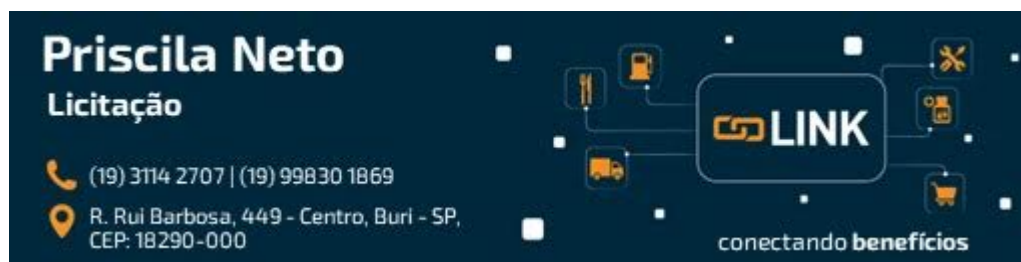 Priscila Neto
Licitação
(19) 3114 2707 | (19) 99830 1869
R. Rui Barbosa, 449 - Centro, Buri - SP,
CEP: 18290-000
LINK
conectando benefícios